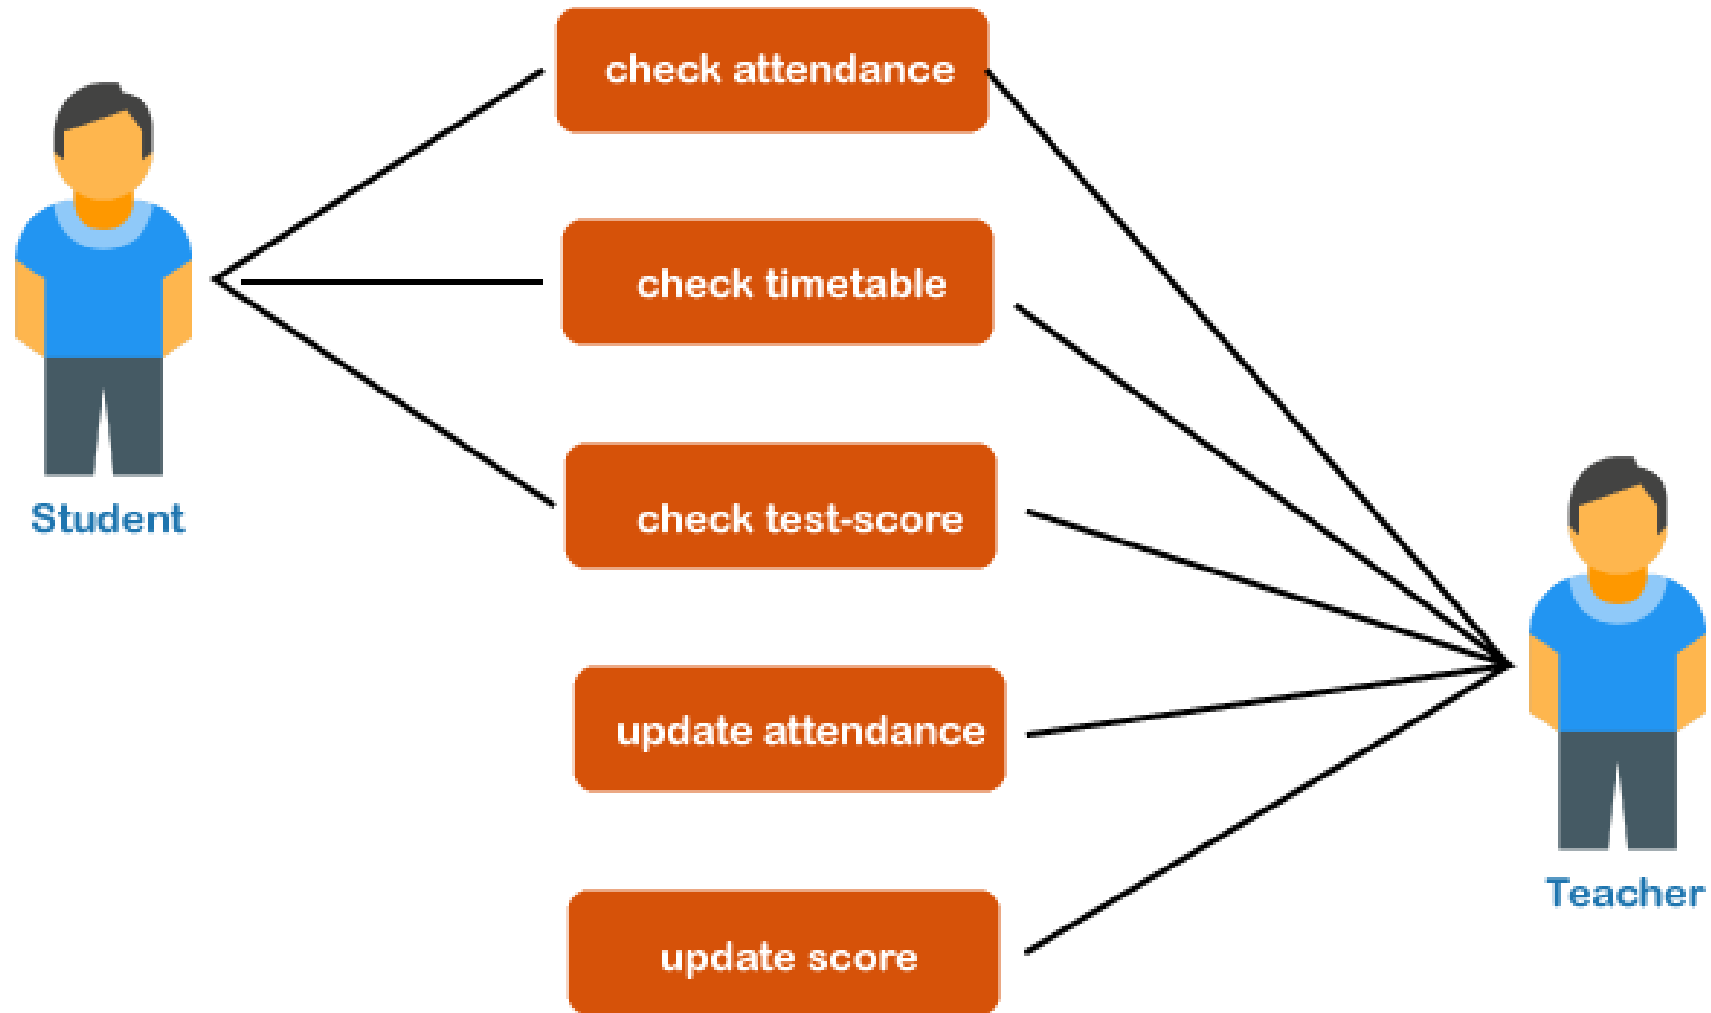 check attendance
check timetable
check test-score
Student
update attendance
Teacher
update score